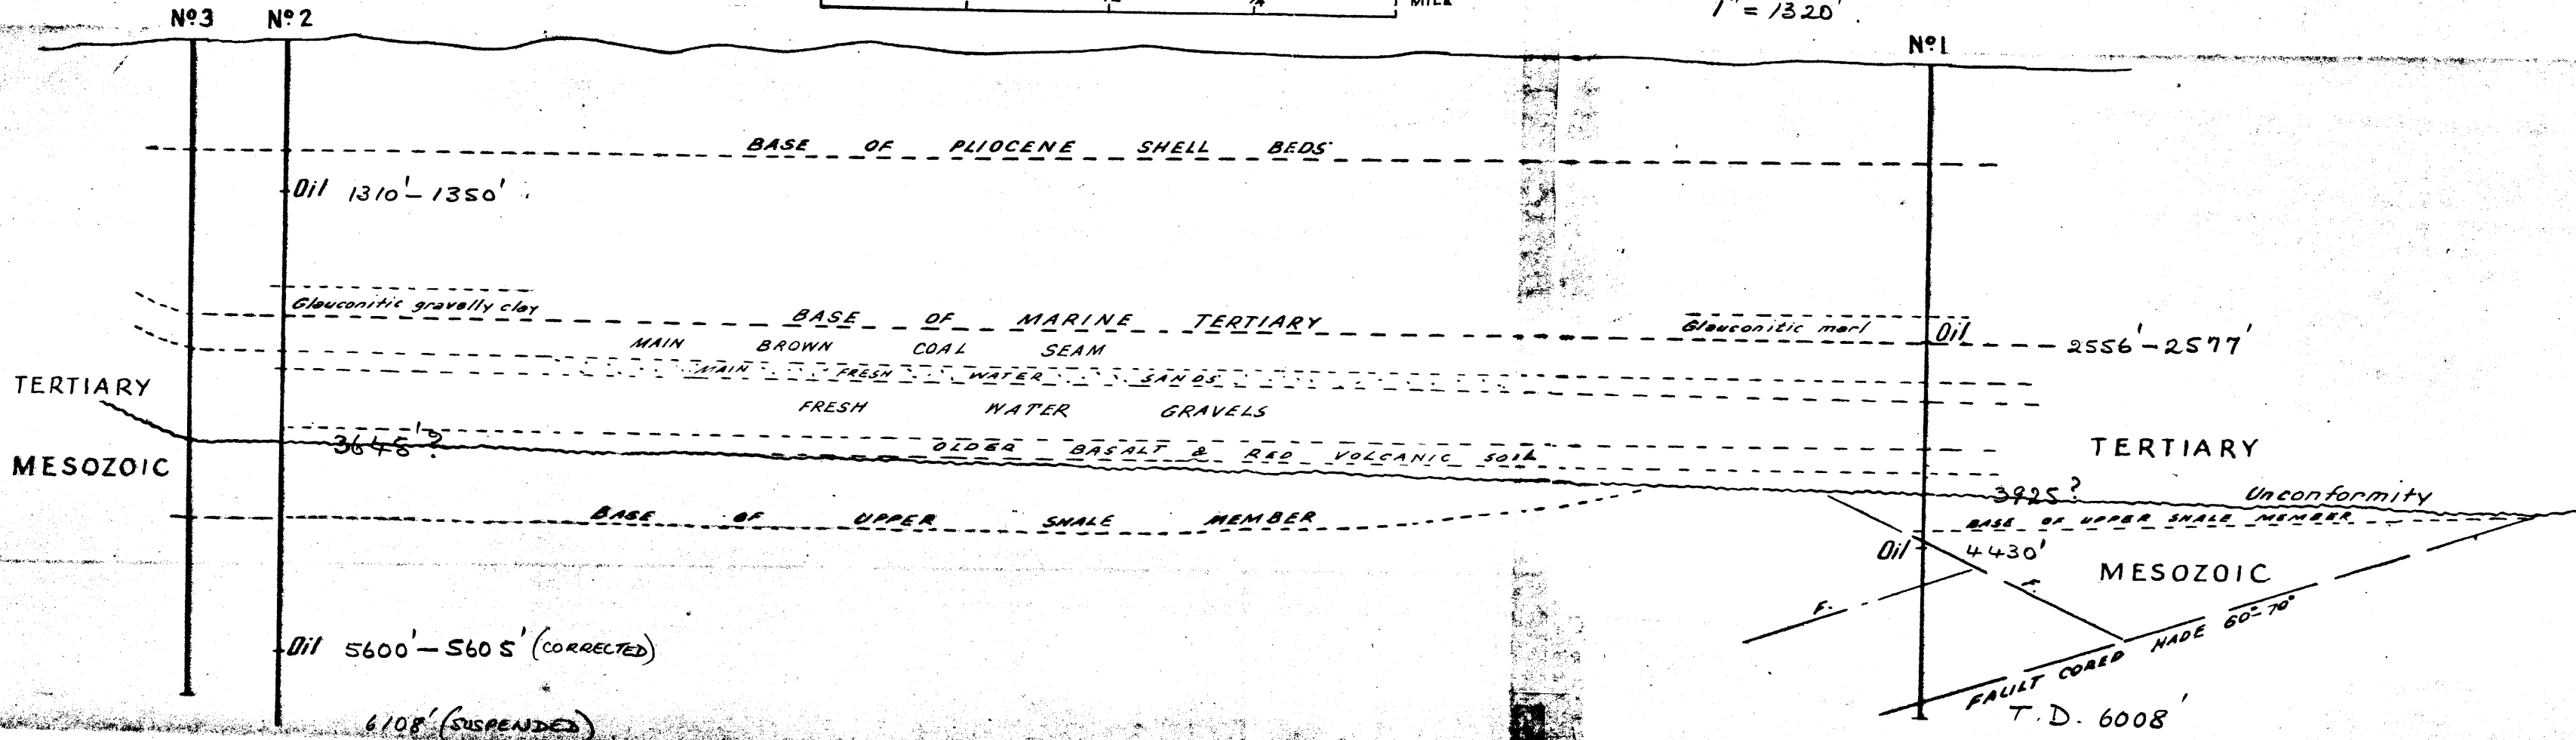 MILE
1" = 1320'.
Nº3
Nº2
Nº1
BASE OF PLIOCENE SHELL BEDS
Oil 1310'-1350'
Glauconitic gravelly clay
BASE OF MARINE TERTIARY
Glauconitic marl
Oil
2556'-2577'
MAIN BROWN COAL SEAM
MAIN FRESH WATER SANDS
TERTIARY
FRESH WATER GRAVELS
3645'?
OLDER BASALT & RED VOLCANIC SOIL
TERTIARY
MESOZOIC
3925?
Unconformity
BASE OF UPPER SHALE MEMBER
BASE OF UPPER SHALE MEMBER
Oil
4430'
MESOZOIC
F.
F.
Oil 5600'-5605' (CORRECTED)
FAULT CORED HADE 60°-70°
T.D. 6008'
6108' (SUSPENDED)